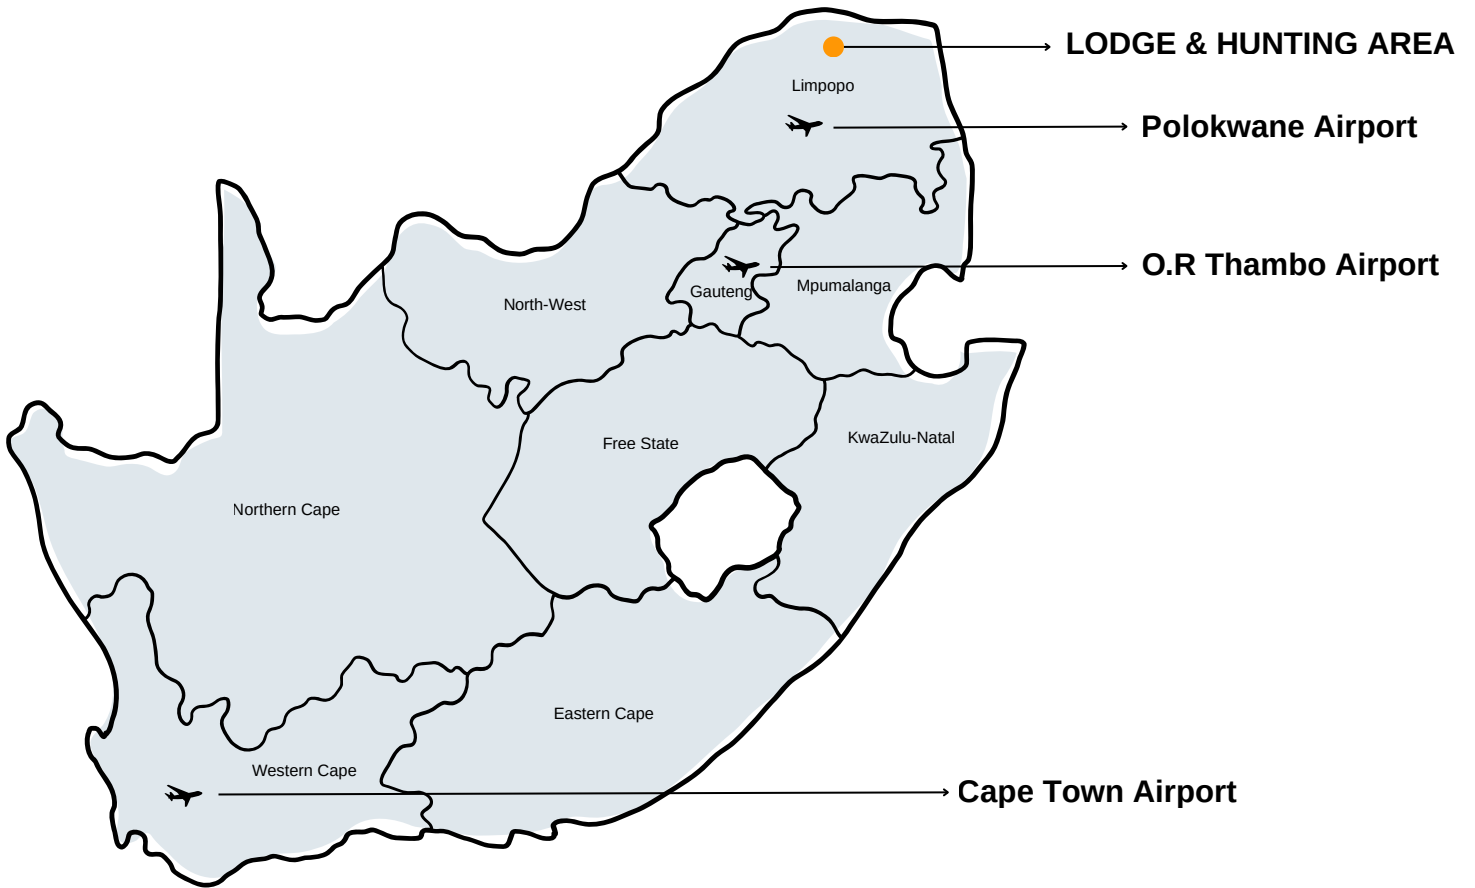 LODGE & HUNTING AREA
Limpopo
Polokwane Airport
O.R Thambo Airport
Gauteng
Mpumalanga
North-West
Free State
KwaZulu-Natal
Northern Cape
Eastern Cape
Western Cape
Cape Town Airport